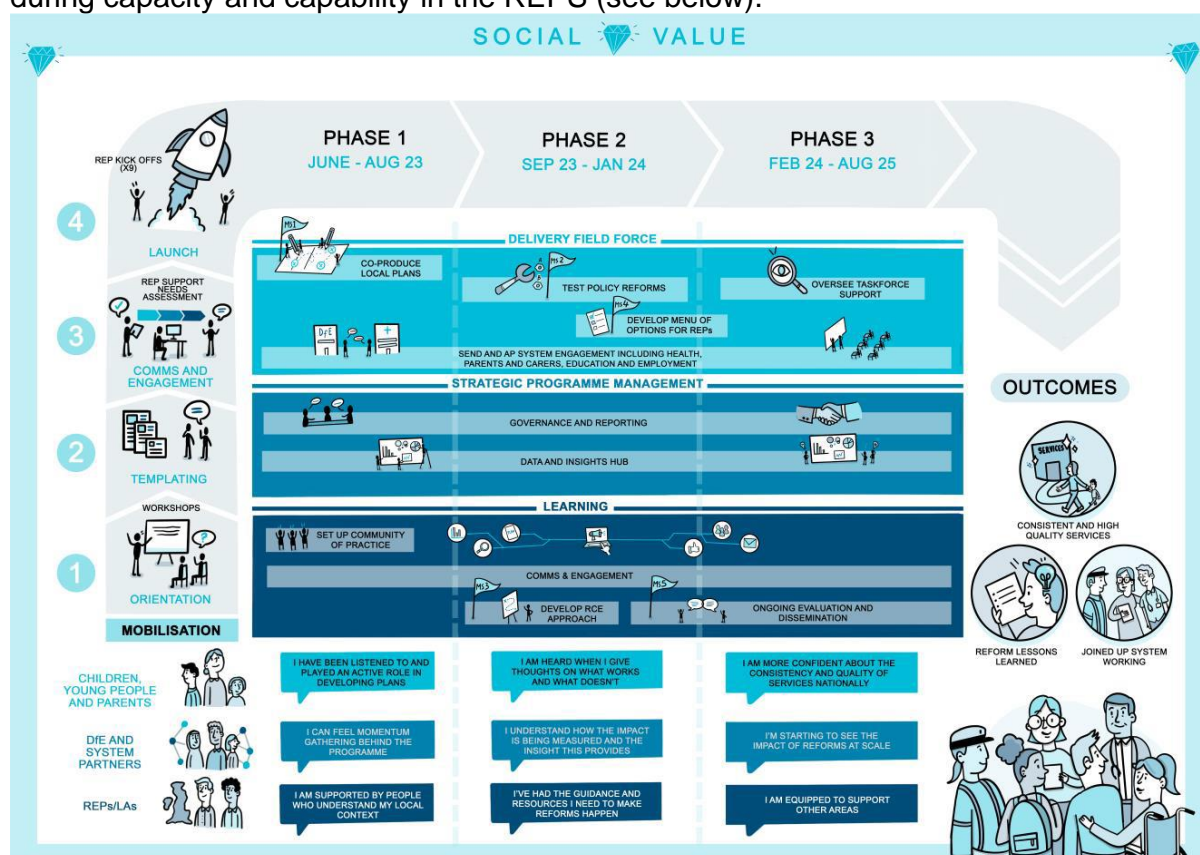 during capacity and capability in the REPS (see below).
SOCIAL VALUE
PHASE 1
JUNE - AUG 23
PHASE 2
SEP 23 - JAN 24
PHASE 3
FEB 24 - AUG 25
REP KICK OFFS
(X9)
4
LAUNCH
REP SUPPORT
NEEDS
ASSESSMENT
3
COMMS AND
ENGAGEMENT
2
TEMPLATING
WORKSHOPS
1
ORIENTATION
MOBILISATION
DELIVERY FIELD FORCE
MS1
CO-PRODUCE
LOCAL PLANS
MS2
TEST POLICY REFORMS
OVERSEE TASKFORCE
SUPPORT
MS4
DEVELOP MENU OF
OPTIONS FOR REPs
DfE
SEND AND AP SYSTEM ENGAGEMENT INCLUDING HEALTH,
PARENTS AND CARERS, EDUCATION AND EMPLOYMENT
STRATEGIC PROGRAMME MANAGEMENT
GOVERNANCE AND REPORTING
DATA AND INSIGHTS HUB
LEARNING
SET UP COMMUNITY
OF PRACTICE
COMMS & ENGAGEMENT
MS3
DEVELOP RCE
APPROACH
MS5
ONGOING EVALUATION AND
DISSEMINATION
OUTCOMES
SERVICES
CONSISTENT AND HIGH
QUALITY SERVICES
REFORM LESSONS
LEARNED
JOINED UP SYSTEM
WORKING
CHILDREN,
YOUNG PEOPLE
AND PARENTS
I HAVE BEEN LISTENED TO AND
PLAYED AN ACTIVE ROLE IN
DEVELOPING PLANS
I AM HEARD WHEN I GIVE
THOUGHTS ON WHAT WORKS
AND WHAT DOESN'T
I AM MORE CONFIDENT ABOUT THE
CONSISTENCY AND QUALITY OF
SERVICES NATIONALLY
DfE AND
SYSTEM
PARTNERS
I CAN FEEL MOMENTUM
GATHERING BEHIND THE
PROGRAMME
I UNDERSTAND HOW THE IMPACT
IS BEING MEASURED AND THE
INSIGHT THIS PROVIDES
I'M STARTING TO SEE THE
IMPACT OF REFORMS AT SCALE
REPs/LAs
I AM SUPPORTED BY PEOPLE
WHO UNDERSTAND MY LOCAL
CONTEXT
I'VE HAD THE GUIDANCE AND
RESOURCES I NEED TO MAKE
REFORMS HAPPEN
I AM EQUIPPED TO SUPPORT
OTHER AREAS